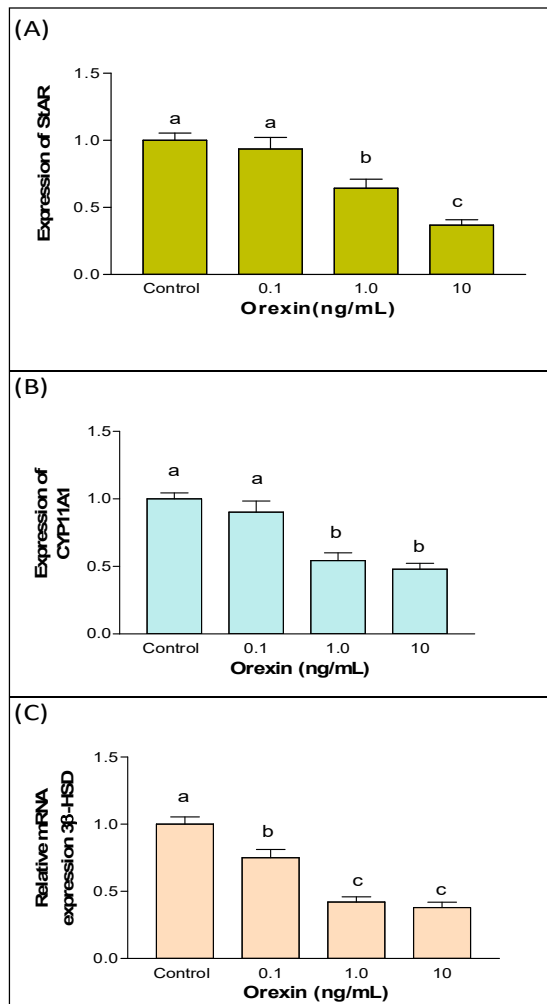 (A)
Expression of StAR
1.5
1.0
0.5
0.0
a
a
b
c
Control
0.1
1.0
10
Orexin(ng/mL)
(B)
Expression of
CYP11A1
1.5
1.0
0.5
0.0
a
a
b
b
Control
0.1
1.0
10
Orexin (ng/mL)
(C)
Relative mRNA
expression 3β-HSD
1.5
1.0
0.5
0.0
a
b
c
c
Control
0.1
1.0
10
Orexin (ng/mL)